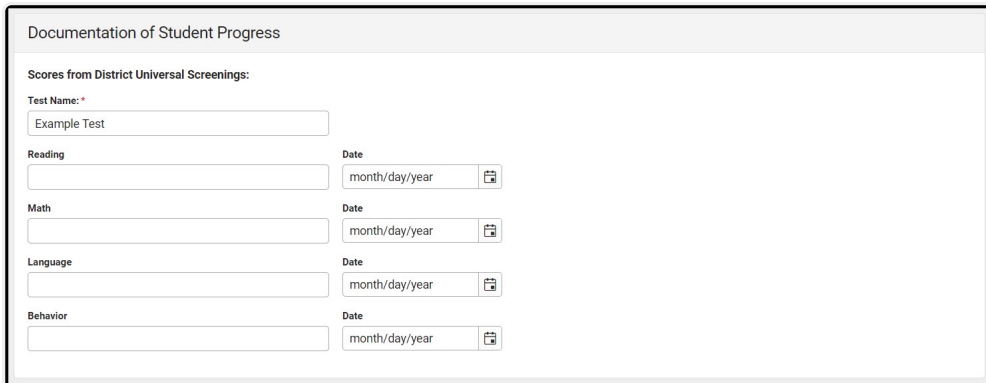 Documentation of Student Progress
Scores from District Universal Screenings:
Test Name: *
Example Test
Reading Date
month/day/year
Math Date
month/day/year
Language Date
month/day/year
Behavior Date
month/day/year